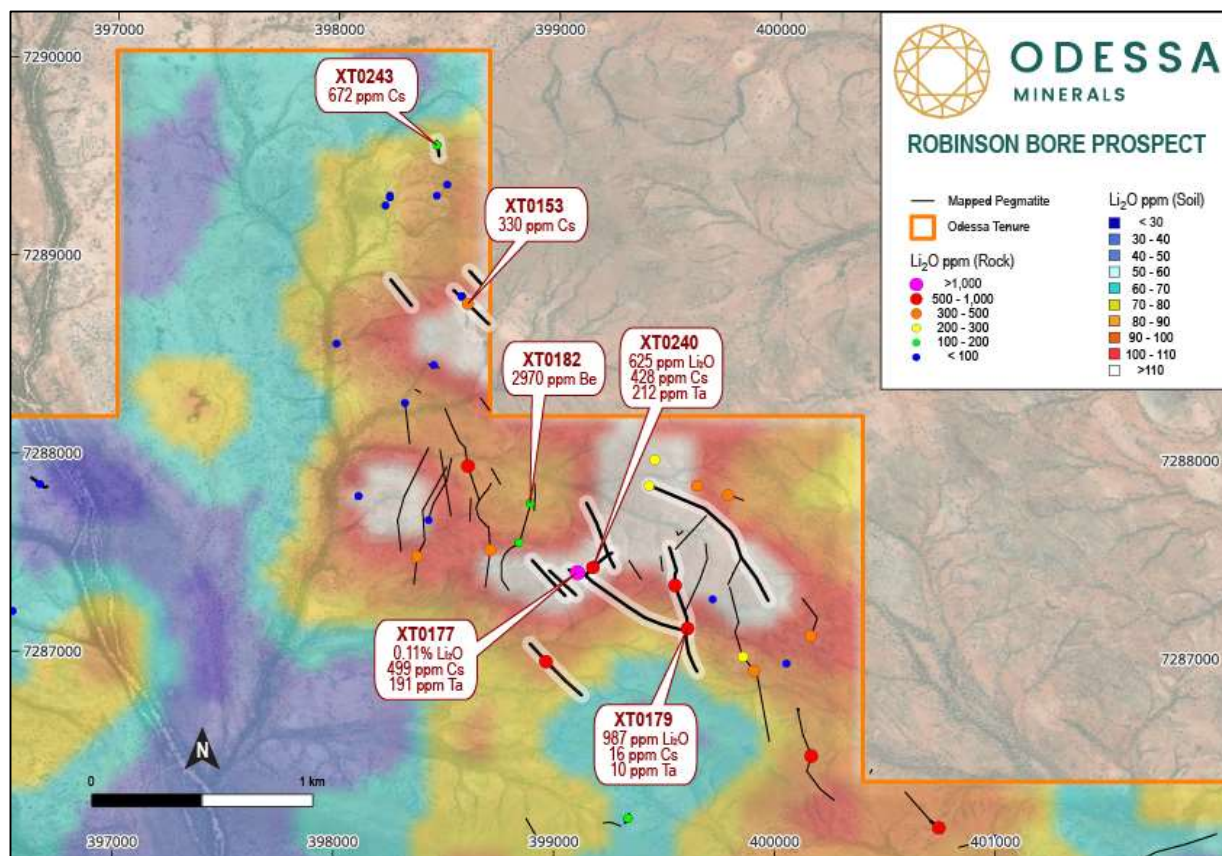 397000
398000
399000
400000
7290000
7289000
7288000
7287000
7288000
7287000
397000
398000
399000
400000
401000
XT0243
672 ppm Cs
XT0153
330 ppm Cs
XT0182
2970 ppm Be
XT0240
625 ppm Li₂O
428 ppm Cs
212 ppm Ta
XT0177
0.11% Li₂O
499 ppm Cs
191 ppm Ta
XT0179
987 ppm Li₂O
16 ppm Cs
10 ppm Ta
N
0
1 km
ODESSA
MINERALS
ROBINSON BORE PROSPECT
Mapped Pegmatite
Odessa Tenure
Li₂O ppm (Rock)
>1,000
500 - 1,000
300 - 500
200 - 300
100 - 200
< 100
Li₂O ppm (Soil)
< 30
30 - 40
40 - 50
50 - 60
60 - 70
70 - 80
80 - 90
90 - 100
100 - 110
>110